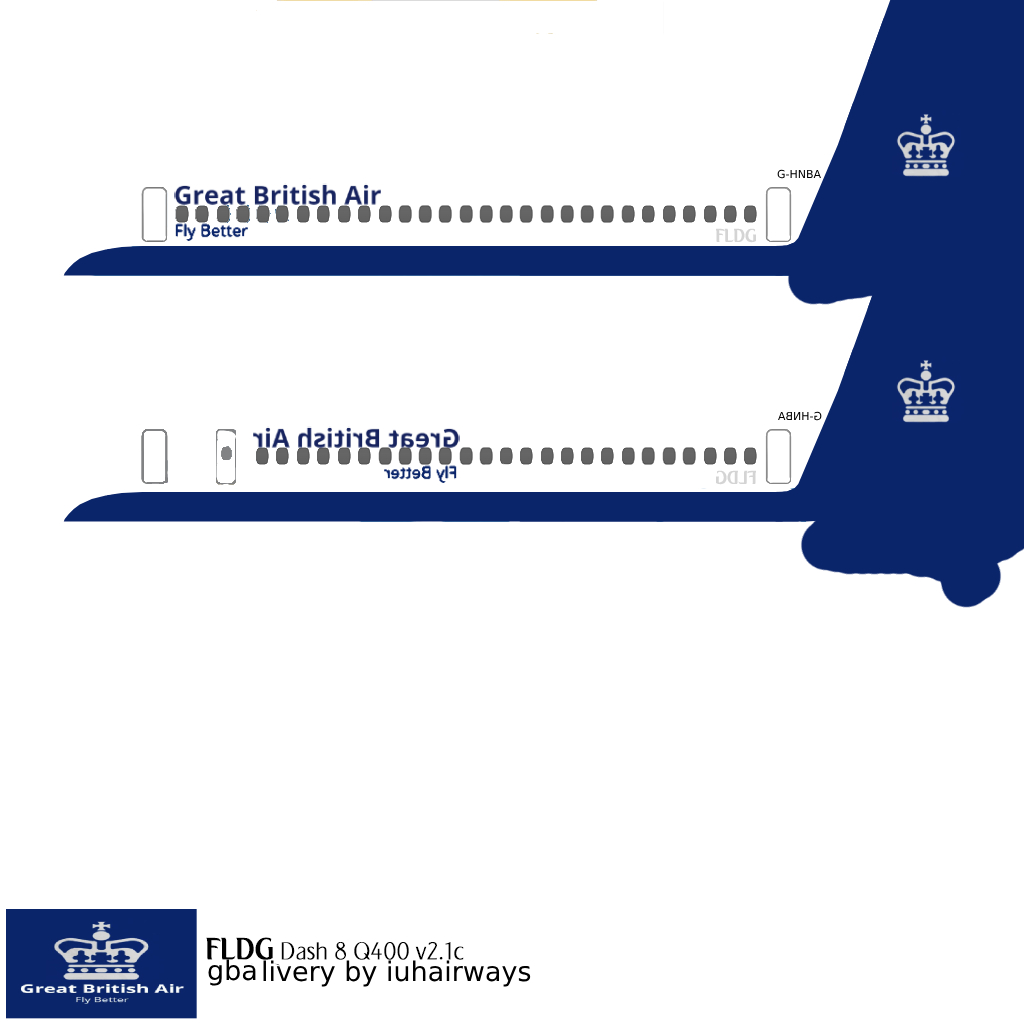 G-HNBA
Great British Air
Fly Better
FLDG
G-HNBA
Great British Air
Fly Better
FLDG
Great British Air
Fly Better
FLDG Dash 8 Q400 v2.1c
gba livery by iuhairways